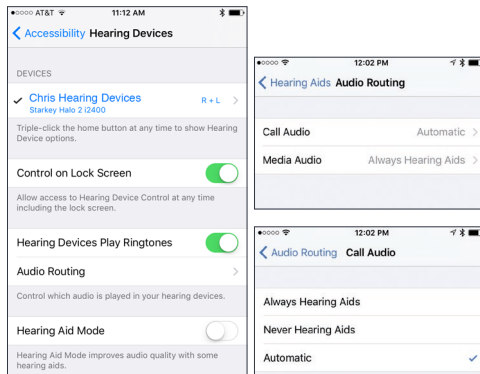 AT&T 11:12 AM
Accessibility Hearing Devices
DEVICES
Chris Hearing Devices R + L
Starkey Halo 2 i2400
Triple-click the home button at any time to show Hearing
Device options.
Control on Lock Screen
Allow access to Hearing Device Control at any time
including the lock screen.
Hearing Devices Play Ringtones
Audio Routing
Control which audio is played in your hearing devices.
Hearing Aid Mode
Hearing Aid Mode improves audio quality with some
hearing aids.
12:02 PM
Hearing Aids Audio Routing
Call Audio Automatic
Media Audio Always Hearing Aids
12:02 PM
Audio Routing Call Audio
Always Hearing Aids
Never Hearing Aids
Automatic